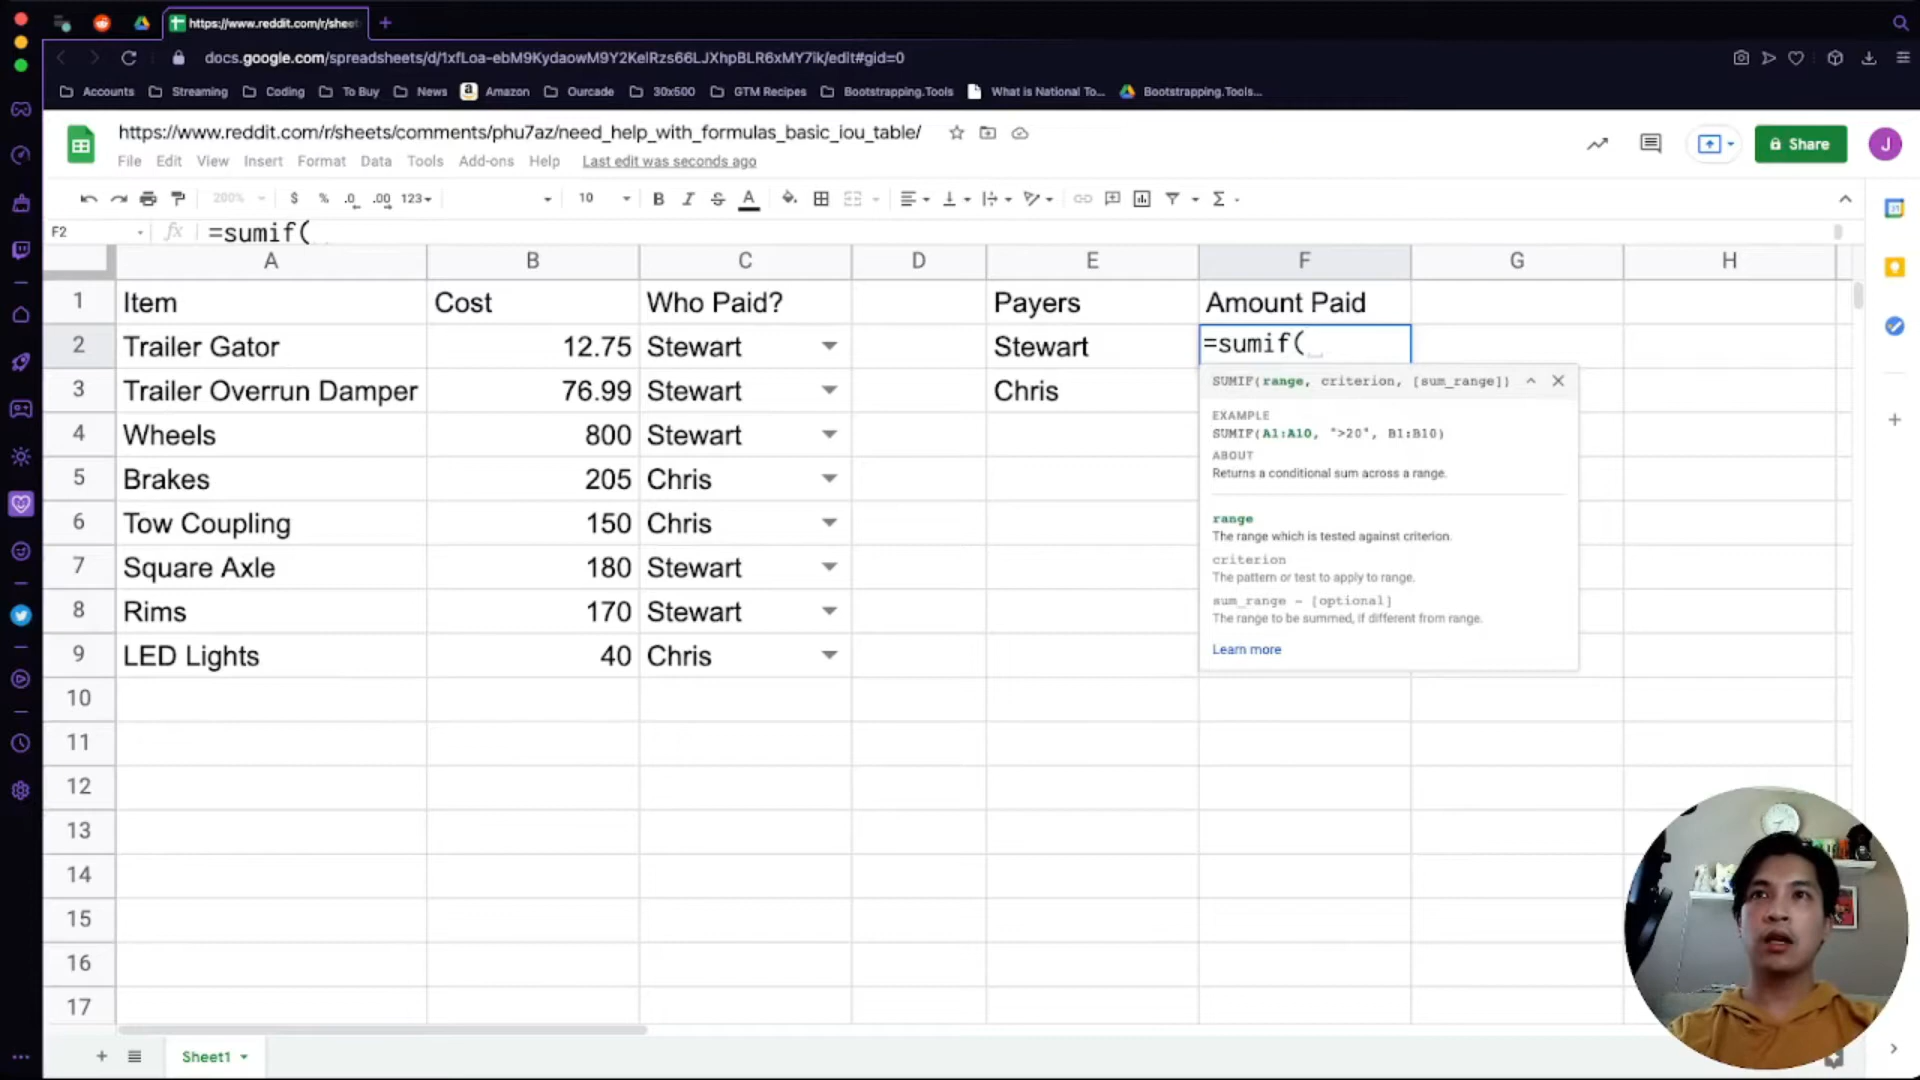 https://www.reddit.com/r/shee
docs.google.com/spreadsheets/d/1xfLoa-ebM9KydaowM9Y2KelRzs66LJXhpBLR6xMY7ik/edit#gid=0
Accounts Streaming Coding To Buy News Amazon Ourcade 30x500 GTM Recipes Bootstrapping.Tools What is National To... Bootstrapping.Tools...
https://www.reddit.com/r/sheets/comments/phu7az/need_help_with_formulas_basic_iou_table/
File Edit View Insert Format Data Tools Add-ons Help Last edit was seconds ago
Share J
200% $ % .0 .00 123 10 B I S A Σ
F2 fx =sumif(
A B C D E F G H
1 Item Cost Who Paid? Payers Amount Paid
2 Trailer Gator 12.75 Stewart Stewart =sumif(
3 Trailer Overrun Damper 76.99 Stewart Chris
4 Wheels 800 Stewart
5 Brakes 205 Chris
6 Tow Coupling 150 Chris
7 Square Axle 180 Stewart
8 Rims 170 Stewart
9 LED Lights 40 Chris
10
11
12
13
14
15
16
17
SUMIF(range, criterion, [sum_range])
EXAMPLE
SUMIF(A1:A10, ">20", B1:B10)
ABOUT
Returns a conditional sum across a range.
range
The range which is tested against criterion.
criterion
The pattern or test to apply to range.
sum_range - [optional]
The range to be summed, if different from range.
Learn more
Sheet1